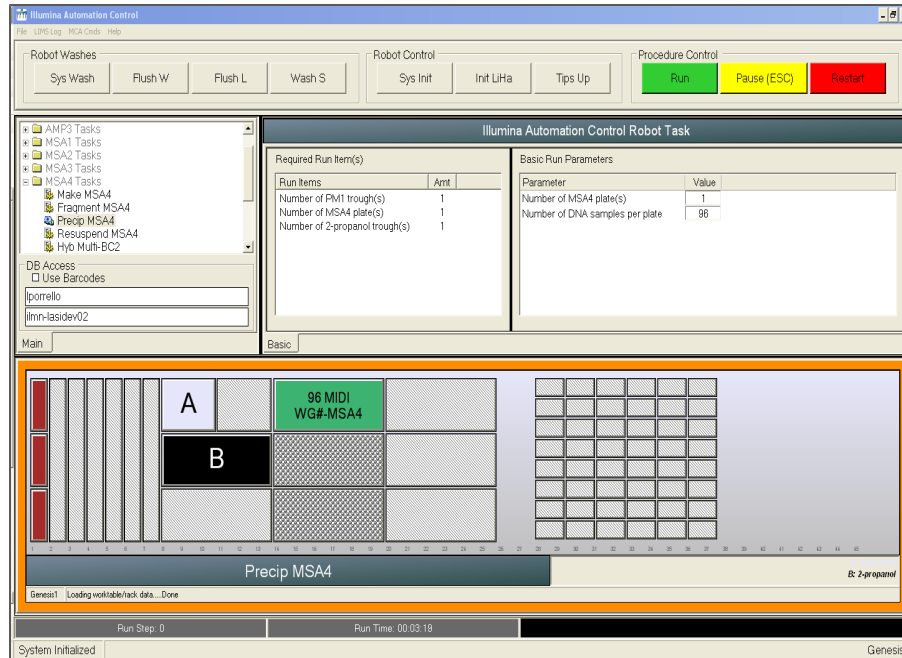 Illumina Automation Control
File LIMS Log MCA Cmds Help
Robot Washes
Sys Wash Flush W Flush L Wash S
Robot Control
Sys Init Init LiHa Tips Up
Procedure Control
Run Pause (ESC) Restart
AMP3 Tasks
MSA1 Tasks
MSA2 Tasks
MSA3 Tasks
MSA4 Tasks
Make MSA4
Fragment MSA4
Precip MSA4
Resuspend MSA4
Hyb Multi-BC2
DB Access
Use Barcodes
lporrello
ilmn-lasidev02
Main
Illumina Automation Control Robot Task
Required Run Item(s)
Run Items Amt
Number of PM1 trough(s) 1
Number of MSA4 plate(s) 1
Number of 2-propanol trough(s) 1
Basic Run Parameters
Parameter Value
Number of MSA4 plate(s) 1
Number of DNA samples per plate 96
Basic
A
96 MIDI
WG#-MSA4
B
Precip MSA4
B: 2-propanol
Genesis1 Loading worktable/rack data....Done
Run Step: 0 Run Time: 00:03:19
System Initialized Genesis